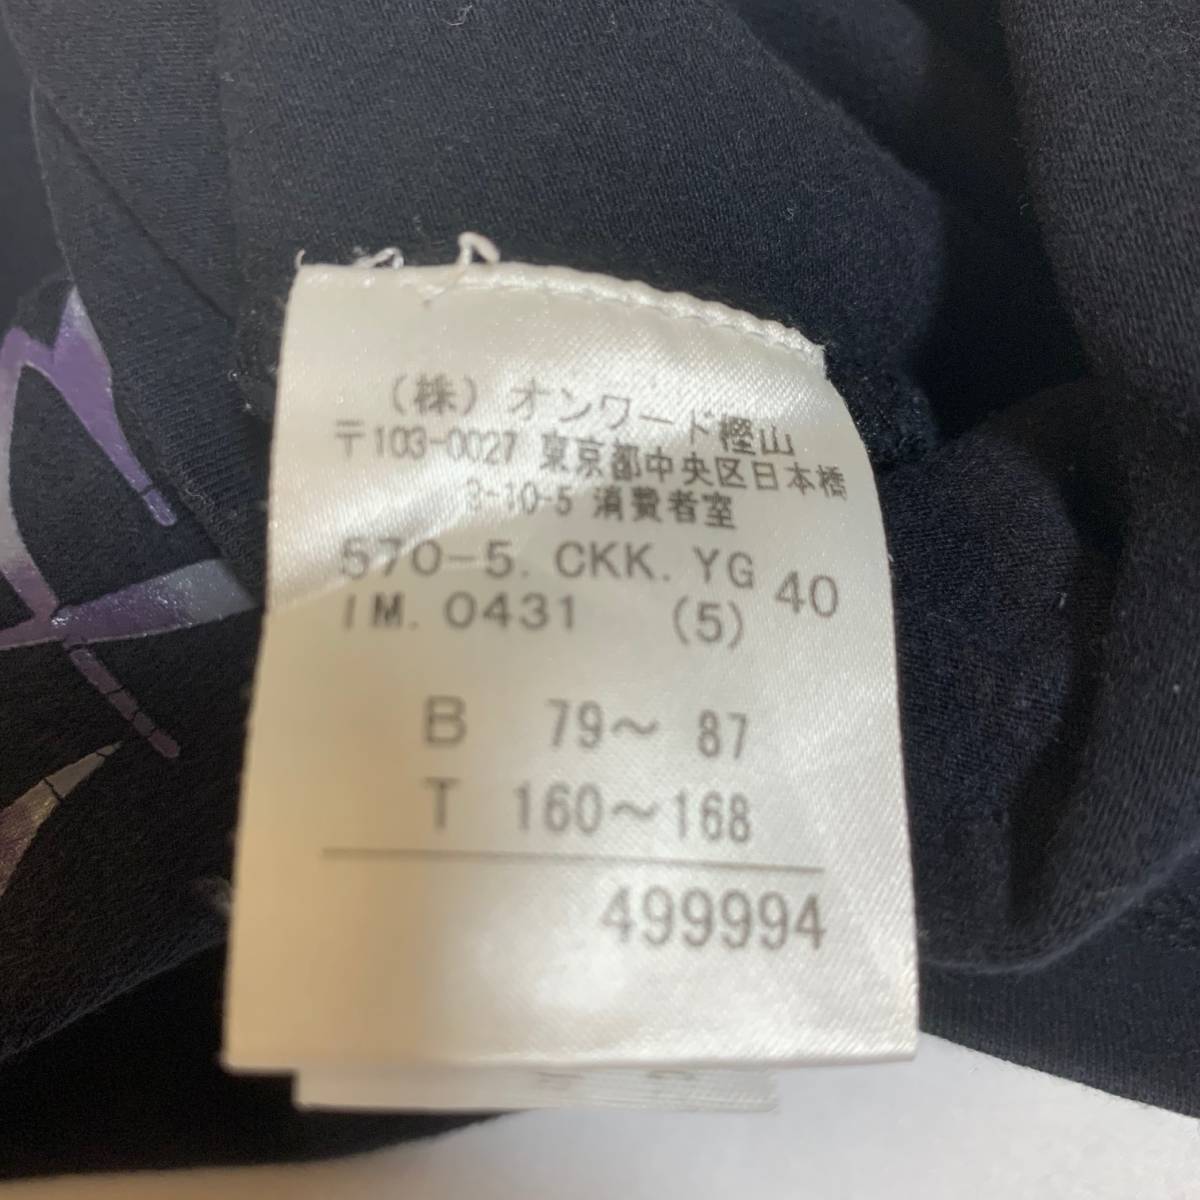 （株）オンワード樫山
〒103-0027 東京都中央区日本橋
3-10-5 消費者室
570-5. CKK. YG 40
IM. 0431 (5)
B 79～ 87
T 160～168
499994